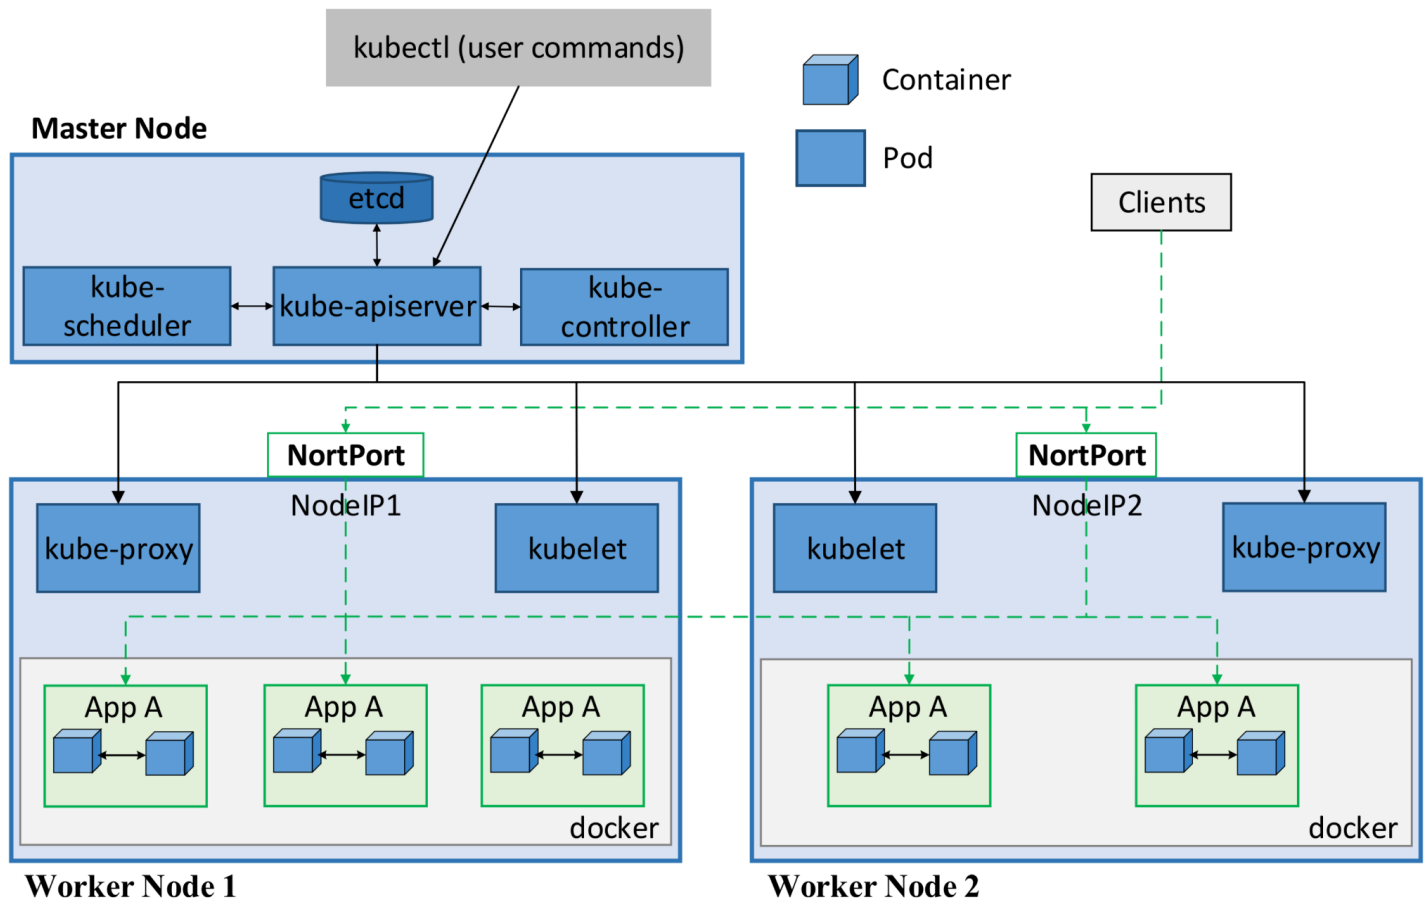 kubectl (user commands)
Container
Pod
Master Node
Clients
etcd
kube-
scheduler
kube-apiserver
kube-
controller
NortPort
NortPort
NodeIP1
NodeIP2
kube-proxy
kubelet
kubelet
kube-proxy
App A
App A
App A
App A
App A
docker
docker
Worker Node 1
Worker Node 2